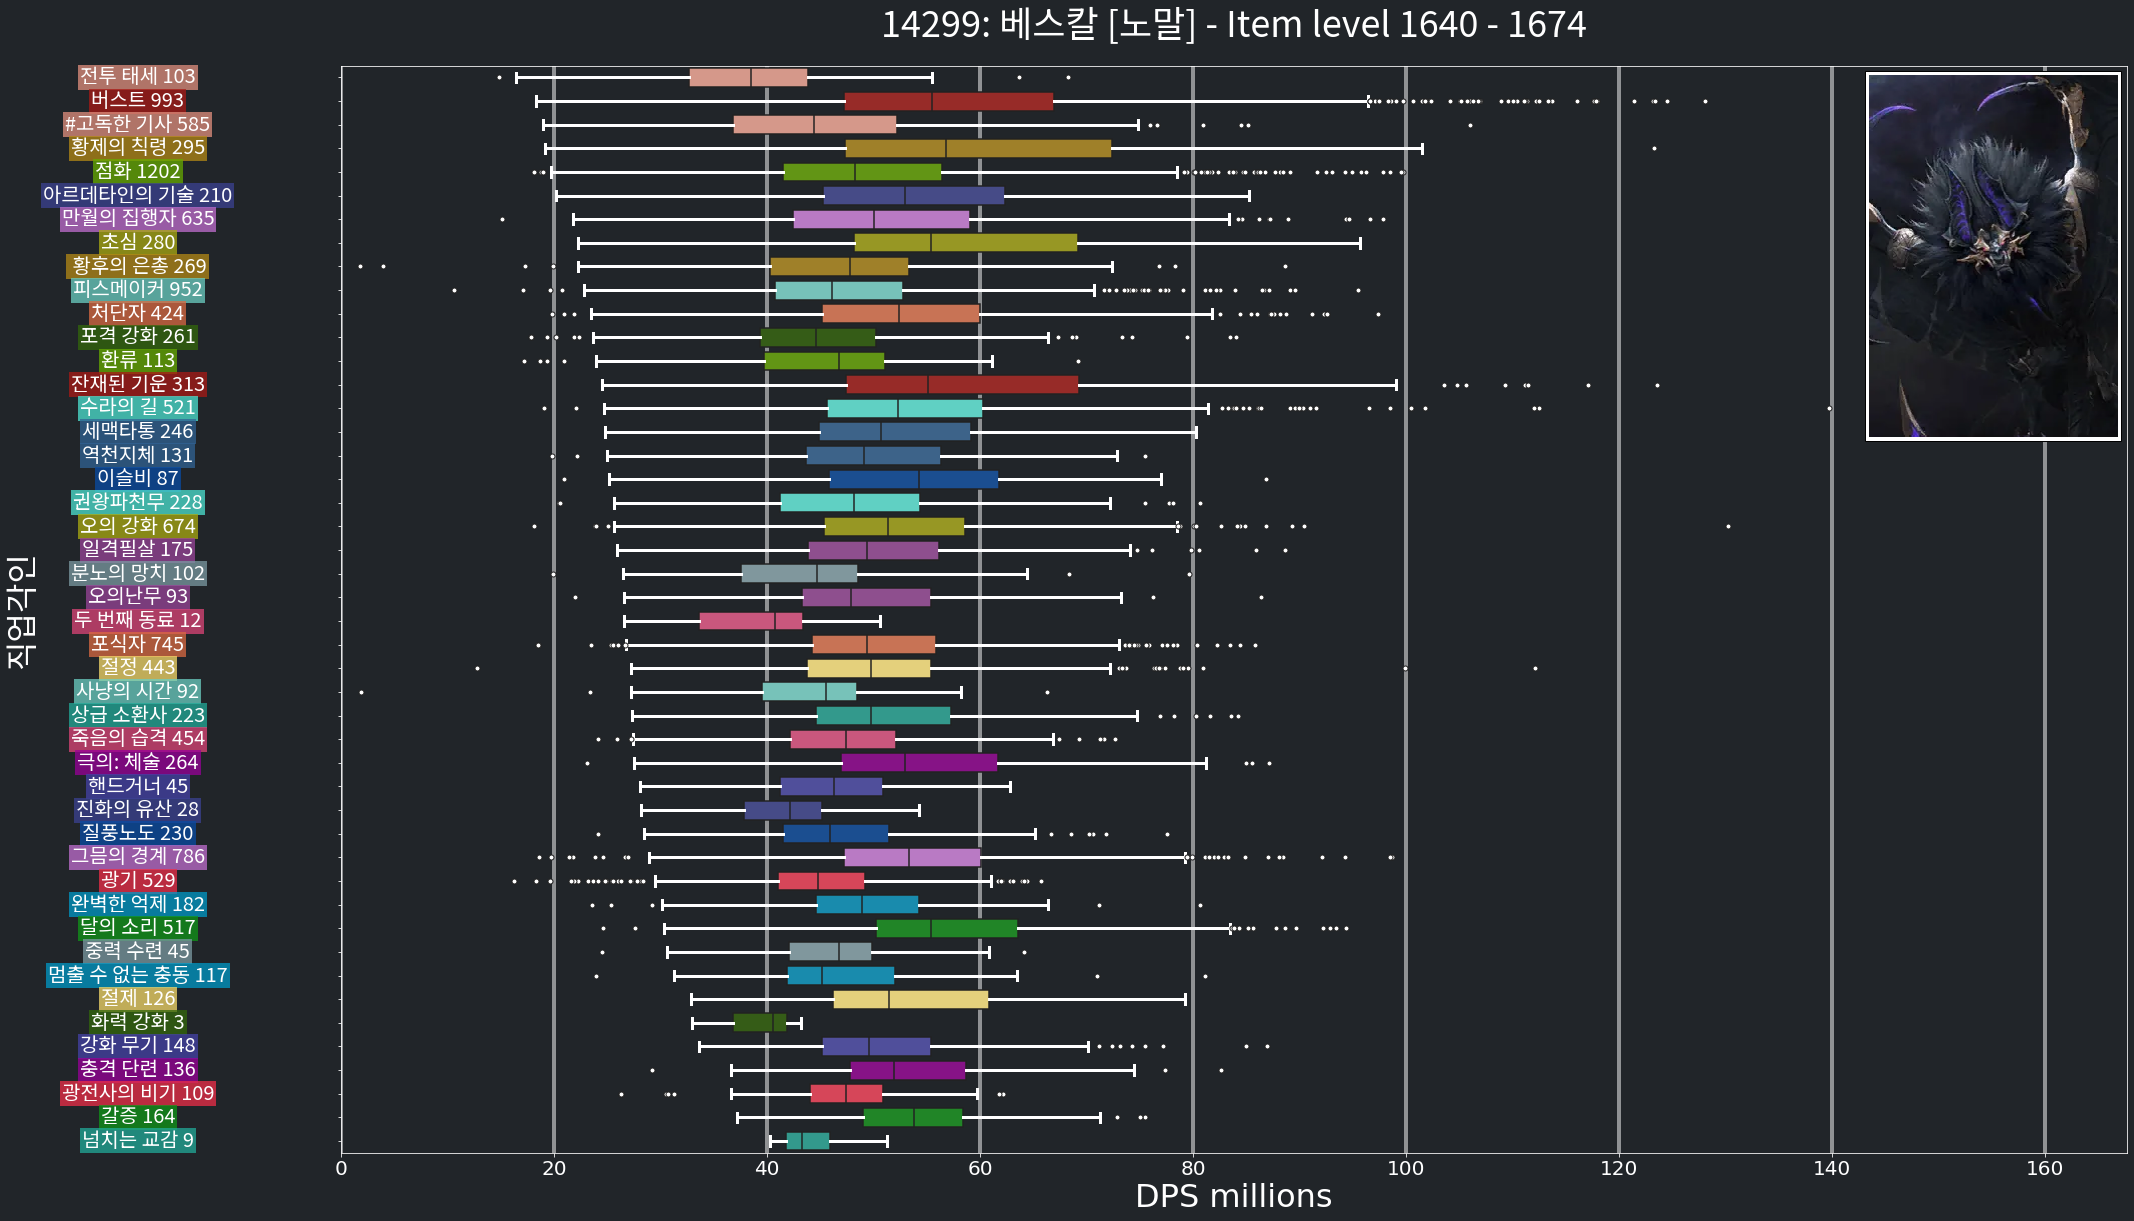 14299: 베스칼 [노말] - Item level 1640 - 1674
직업각인
전투 태세 103
버스트 993
#고독한 기사 585
황제의 칙령 295
점화 1202
아르데타인의 기술 210
만월의 집행자 635
초심 280
황후의 은총 269
피스메이커 952
처단자 424
포격 강화 261
환류 113
잔재된 기운 313
수라의 길 521
세맥타통 246
역천지체 131
이슬비 87
권왕파천무 228
오의 강화 674
일격필살 175
분노의 망치 102
오의난무 93
두 번째 동료 12
포식자 745
절정 443
사냥의 시간 92
상급 소환사 223
죽음의 습격 454
극의: 체술 264
핸드거너 45
진화의 유산 28
질풍노도 230
그믐의 경계 786
광기 529
완벽한 억제 182
달의 소리 517
중력 수련 45
멈출 수 없는 충동 117
절제 126
화력 강화 3
강화 무기 148
충격 단련 136
광전사의 비기 109
갈증 164
넘치는 교감 9
0 20 40 60 80 100 120 140 160
DPS millions